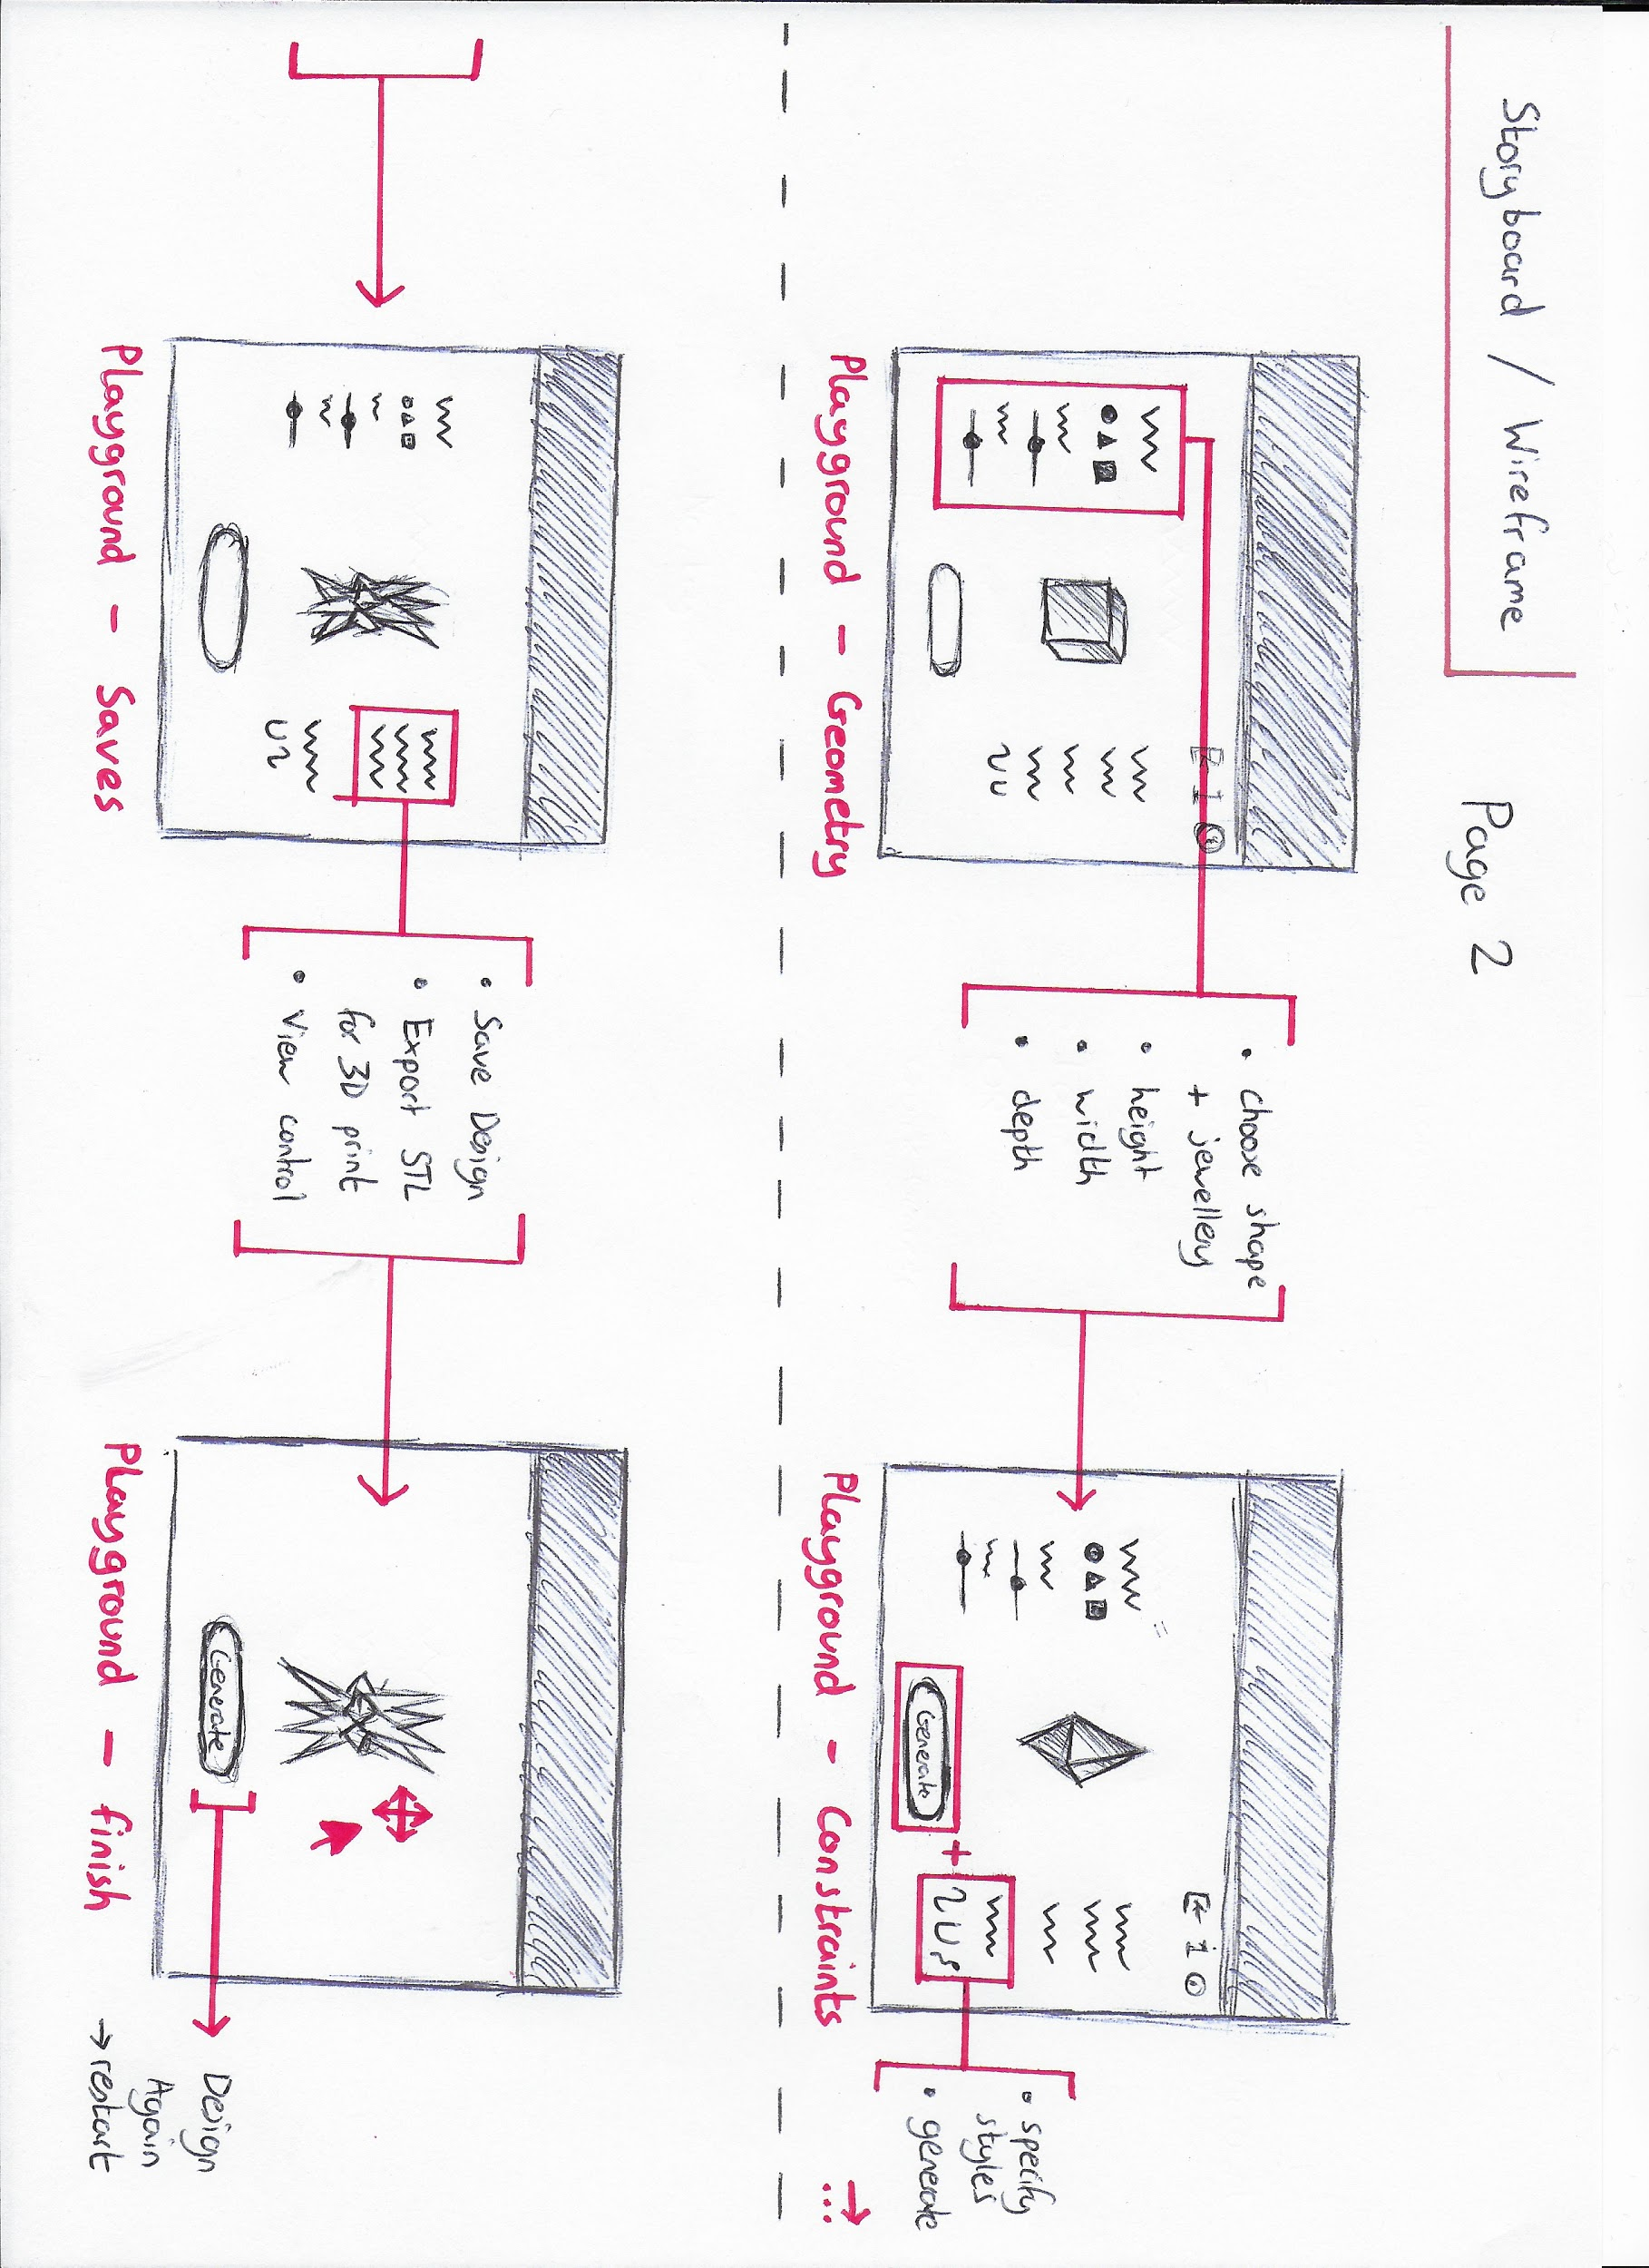 Storyboard / Wireframe
Page 2
Playground - Geometry
• choose shape
+ jewellery
• height
• width
• depth
Generate
+
Playground - Constraints
• specify
styles
• generate
→
...
Playground - Saves
• Save Design
• Export STL
for 3D print
• View control
Generate
Playground - finish
Design
Again
→ restart